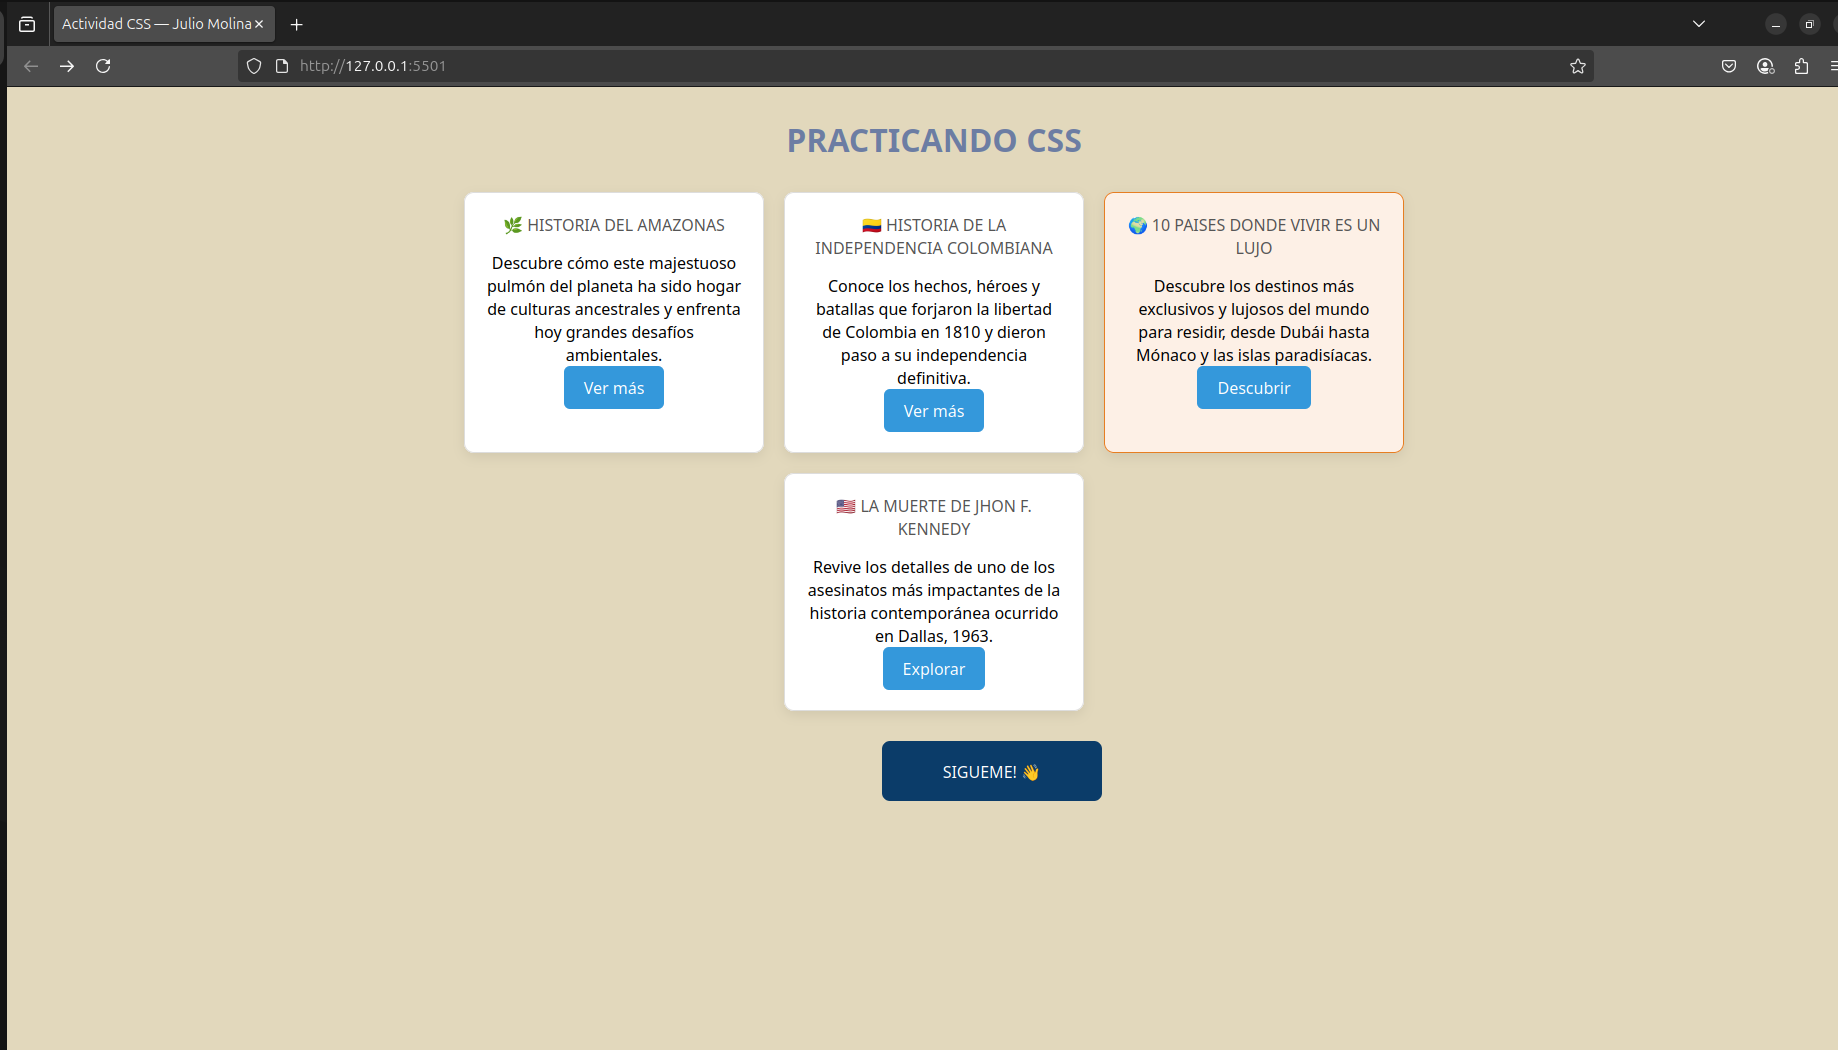 Actividad CSS — Julio Molina
http://127.0.0.1:5501
PRACTICANDO CSS
🌿 HISTORIA DEL AMAZONAS
Descubre cómo este majestuoso
pulmón del planeta ha sido hogar
de culturas ancestrales y enfrenta
hoy grandes desafíos
ambientales.
Ver más
🇨🇴 HISTORIA DE LA
INDEPENDENCIA COLOMBIANA
Conoce los hechos, héroes y
batallas que forjaron la libertad
de Colombia en 1810 y dieron
paso a su independencia
definitiva.
Ver más
🌍 10 PAISES DONDE VIVIR ES UN
LUJO
Descubre los destinos más
exclusivos y lujosos del mundo
para residir, desde Dubái hasta
Mónaco y las islas paradisíacas.
Descubrir
🇺🇸 LA MUERTE DE JHON F.
KENNEDY
Revive los detalles de uno de los
asesinatos más impactantes de la
historia contemporánea ocurrido
en Dallas, 1963.
Explorar
SIGUEME! 👋